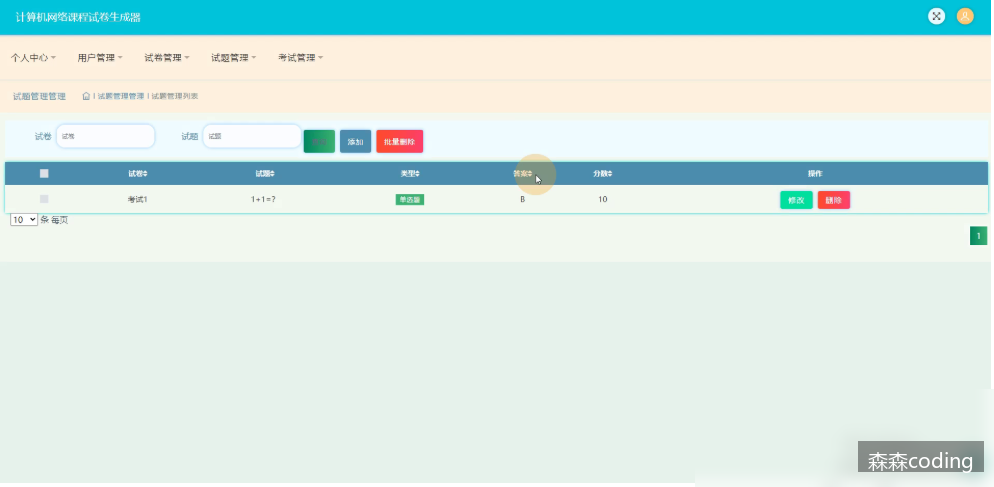 计算机网络课程试卷生成器
个人中心 用户管理 试卷管理 试题管理 考试管理
试题管理管理 | 试题管理管理 | 试题管理列表
试卷 试卷 试题 试题 添加 批量删除
试卷 试题 类型 答案 分数 操作
考试1 1+1=? 单选题 B 10 修改 删除
10 条 每页
1
森森coding